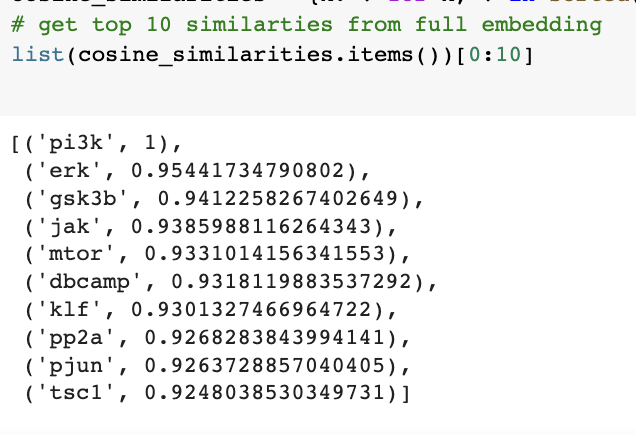 # get top 10 similarties from full embedding
list(cosine_similarities.items())[0:10]
[('pi3k', 1),
('erk', 0.95441734790802),
('gsk3b', 0.9412258267402649),
('jak', 0.9385988116264343),
('mtor', 0.9331014156341553),
('dbcamp', 0.9318119883537292),
('klf', 0.9301327466964722),
('pp2a', 0.9268283843994141),
('pjun', 0.9263728857040405),
('tsc1', 0.9248038530349731)]